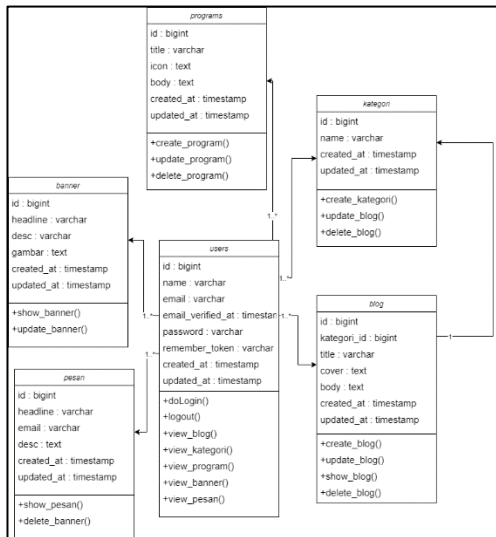 programs
id : bigint
title : varchar
icon : text
body : text
created_at : timestamp
updated_at : timestamp
+create_program()
+update_program()
+delete_program()
kategori
id : bigint
name : varchar
created_at : timestamp
updated_at : timestamp
+create_kategori()
+update_blog()
+delete_blog()
banner
id : bigint
headline : varchar
desc : varchar
gambar : text
created_at : timestamp
updated_at : timestamp
+show_banner()
+update_banner()
1..*
users
id : bigint
name : varchar
email : varchar
email_verified_at : timestam
password : varchar
remember_token : varchar
created_at : timestamp
updated_at : timestamp
+doLogin()
+logout()
+view_blog()
+view_kategori()
+view_program()
+view_banner()
+view_pesan()
1..*
1..*
1..*
1..*
blog
id : bigint
kategori_id : bigint
title : varchar
cover : text
body : text
created_at : timestamp
updated_at : timestamp
+create_blog()
+update_blog()
+show_blog()
+delete_blog()
1
pesan
id : bigint
headline : varchar
email : varchar
desc : text
created_at : timestamp
updated_at : timestamp
+show_pesan()
+delete_banner()